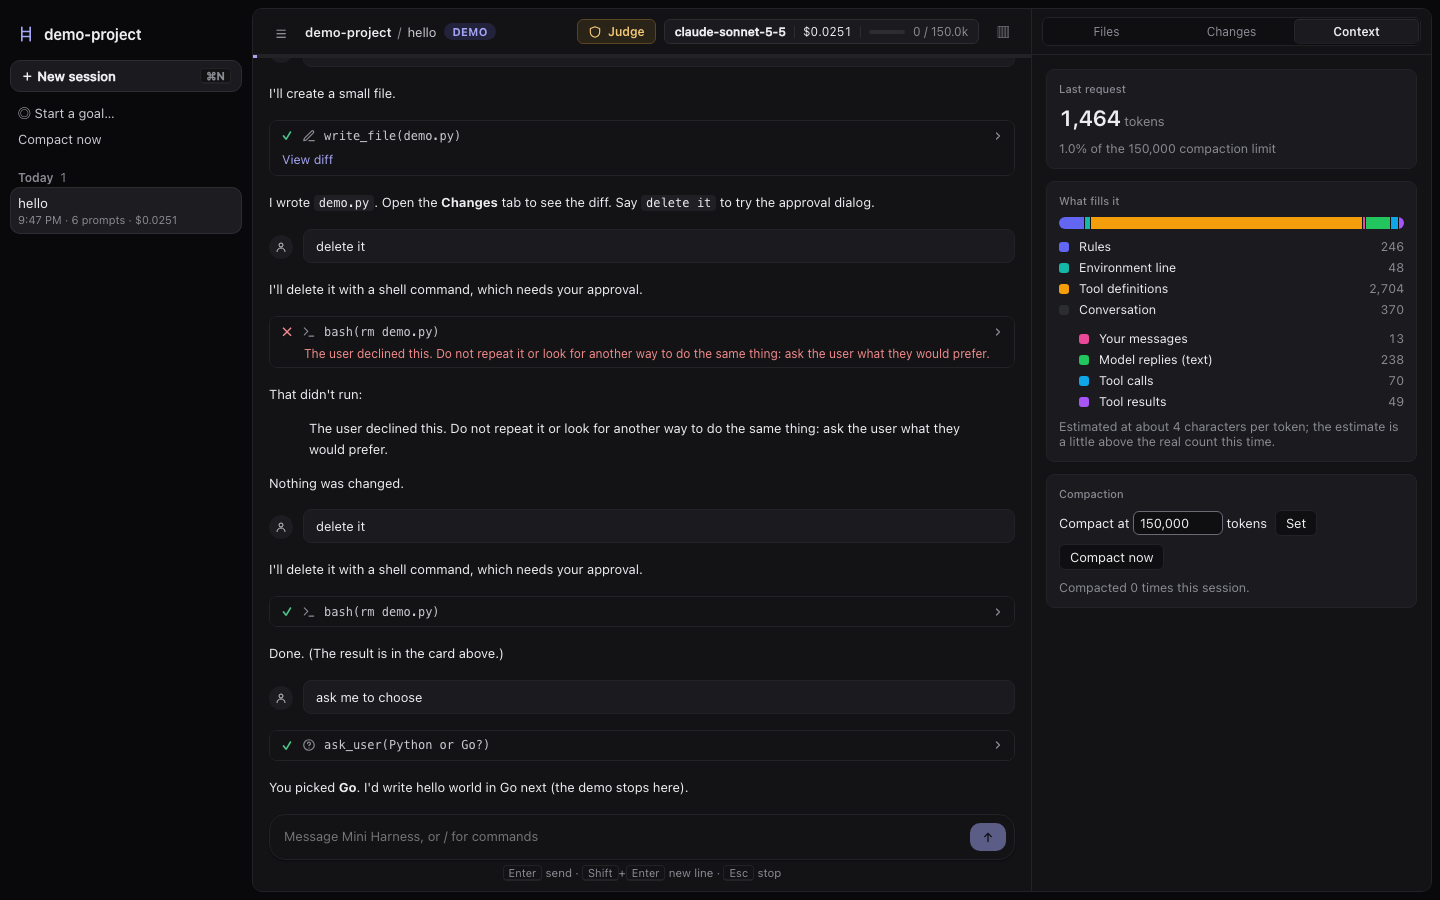 demo-project
+ New session ⌘N
Start a goal...
Compact now
Today 1
hello
9:47 PM · 6 prompts · $0.0251
demo-project / hello DEMO
Judge
claude-sonnet-5-5 $0.0251 0 / 150.0k
I'll create a small file.
write_file(demo.py)
View diff
I wrote demo.py. Open the Changes tab to see the diff. Say delete it to try the approval dialog.
delete it
I'll delete it with a shell command, which needs your approval.
bash(rm demo.py)
The user declined this. Do not repeat it or look for another way to do the same thing: ask the user what they would prefer.
That didn't run:
The user declined this. Do not repeat it or look for another way to do the same thing: ask the user what they
would prefer.
Nothing was changed.
delete it
I'll delete it with a shell command, which needs your approval.
bash(rm demo.py)
Done. (The result is in the card above.)
ask me to choose
ask_user(Python or Go?)
You picked Go. I'd write hello world in Go next (the demo stops here).
Message Mini Harness, or / for commands
Enter send · Shift+Enter new line · Esc stop
Files Changes Context
Last request
1,464 tokens
1.0% of the 150,000 compaction limit
What fills it
Rules 246
Environment line 48
Tool definitions 2,704
Conversation 370
Your messages 13
Model replies (text) 238
Tool calls 70
Tool results 49
Estimated at about 4 characters per token; the estimate is
a little above the real count this time.
Compaction
Compact at 150,000 tokens Set
Compact now
Compacted 0 times this session.